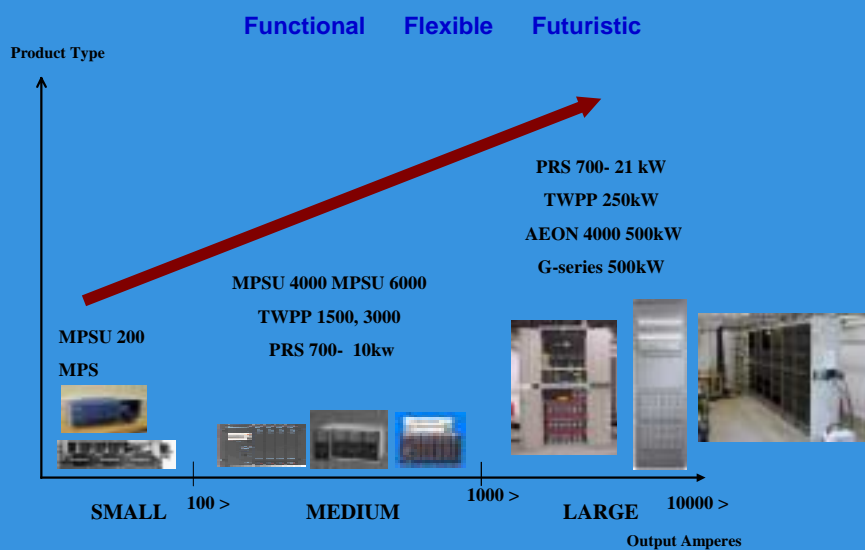 Functional Flexible Futuristic
Product Type
PRS 700- 21 kW
TWPP 250kW
AEON 4000 500kW
G-series 500kW
MPSU 4000 MPSU 6000
TWPP 1500, 3000
PRS 700- 10kw
MPSU 200
MPS
100 >
1000 >
10000 >
SMALL
MEDIUM
LARGE
Output Amperes